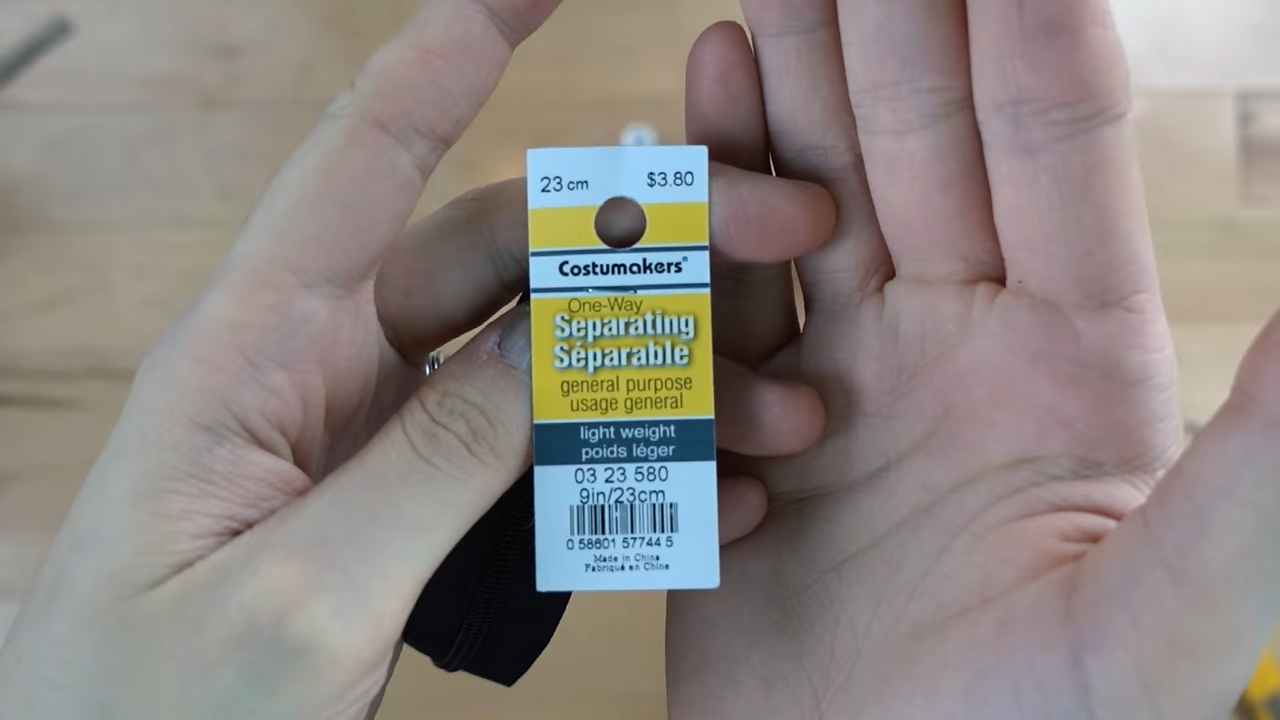 23 cm $3.80
Costumakers®
One-Way
Separating
Séparable
general purpose
usage general
light weight
poids léger
03 23 580
9in/23cm
0 58601 57744 5
Made in China
Fabriqué en Chine